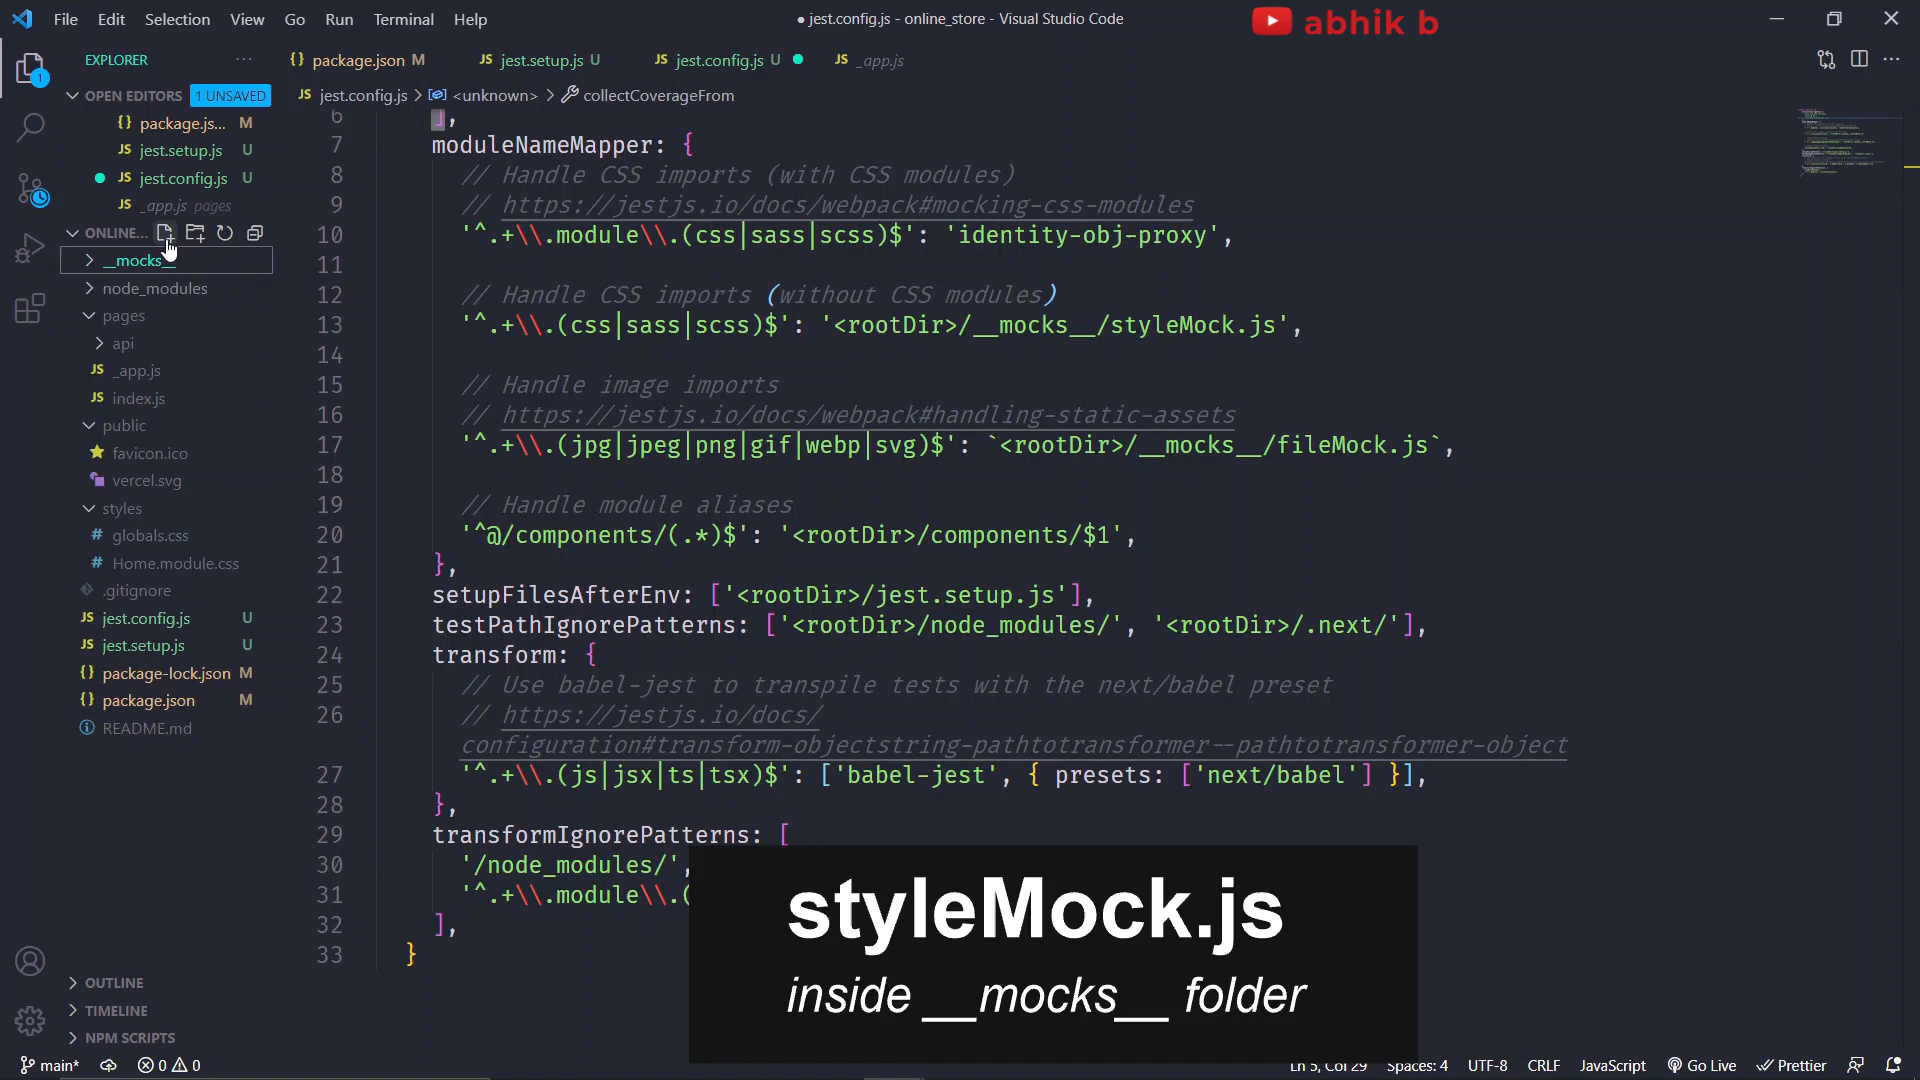 File Edit Selection View Go Run Terminal Help
● jest.config.js - online_store - Visual Studio Code
abhik b
EXPLORER
package.json M
jest.setup.js U
jest.config.js U
_app.js
OPEN EDITORS 1 UNSAVED
jest.config.js > <unknown> > collectCoverageFrom
package.js... M
jest.setup.js U
jest.config.js U
_app.js pages
ONLINE...
__mocks__
node_modules
pages
api
_app.js
index.js
public
favicon.ico
vercel.svg
styles
globals.css
Home.module.css
.gitignore
jest.config.js U
jest.setup.js U
package-lock.json M
package.json M
README.md
OUTLINE
TIMELINE
NPM SCRIPTS
6 ],
7 moduleNameMapper: {
8 // Handle CSS imports (with CSS modules)
9 // https://jestjs.io/docs/webpack#mocking-css-modules
10 '^.+\\.module\\.(css|sass|scss)$': 'identity-obj-proxy',
11
12 // Handle CSS imports (without CSS modules)
13 '^.+\\.(css|sass|scss)$': '<rootDir>/__mocks__/styleMock.js',
14
15 // Handle image imports
16 // https://jestjs.io/docs/webpack#handling-static-assets
17 '^.+\\.(jpg|jpeg|png|gif|webp|svg)$': `<rootDir>/__mocks__/fileMock.js`,
18
19 // Handle module aliases
20 '^@/components/(.*)$': '<rootDir>/components/$1',
21 },
22 setupFilesAfterEnv: ['<rootDir>/jest.setup.js'],
23 testPathIgnorePatterns: ['<rootDir>/node_modules/', '<rootDir>/.next/'],
24 transform: {
25 // Use babel-jest to transpile tests with the next/babel preset
26 // https://jestjs.io/docs/
configuration#transform-objectstring-pathtotransformer--pathtotransformer-object
27 '^.+\\.(js|jsx|ts|tsx)$': ['babel-jest', { presets: ['next/babel'] }],
28 },
29 transformIgnorePatterns: [
30 '/node_modules/',
31 '^.+\\.module\\.(
32 ],
33 }
styleMock.js
inside __mocks__ folder
main* 0 0
Ln 5, Col 29 Spaces: 4 UTF-8 CRLF JavaScript Go Live Prettier